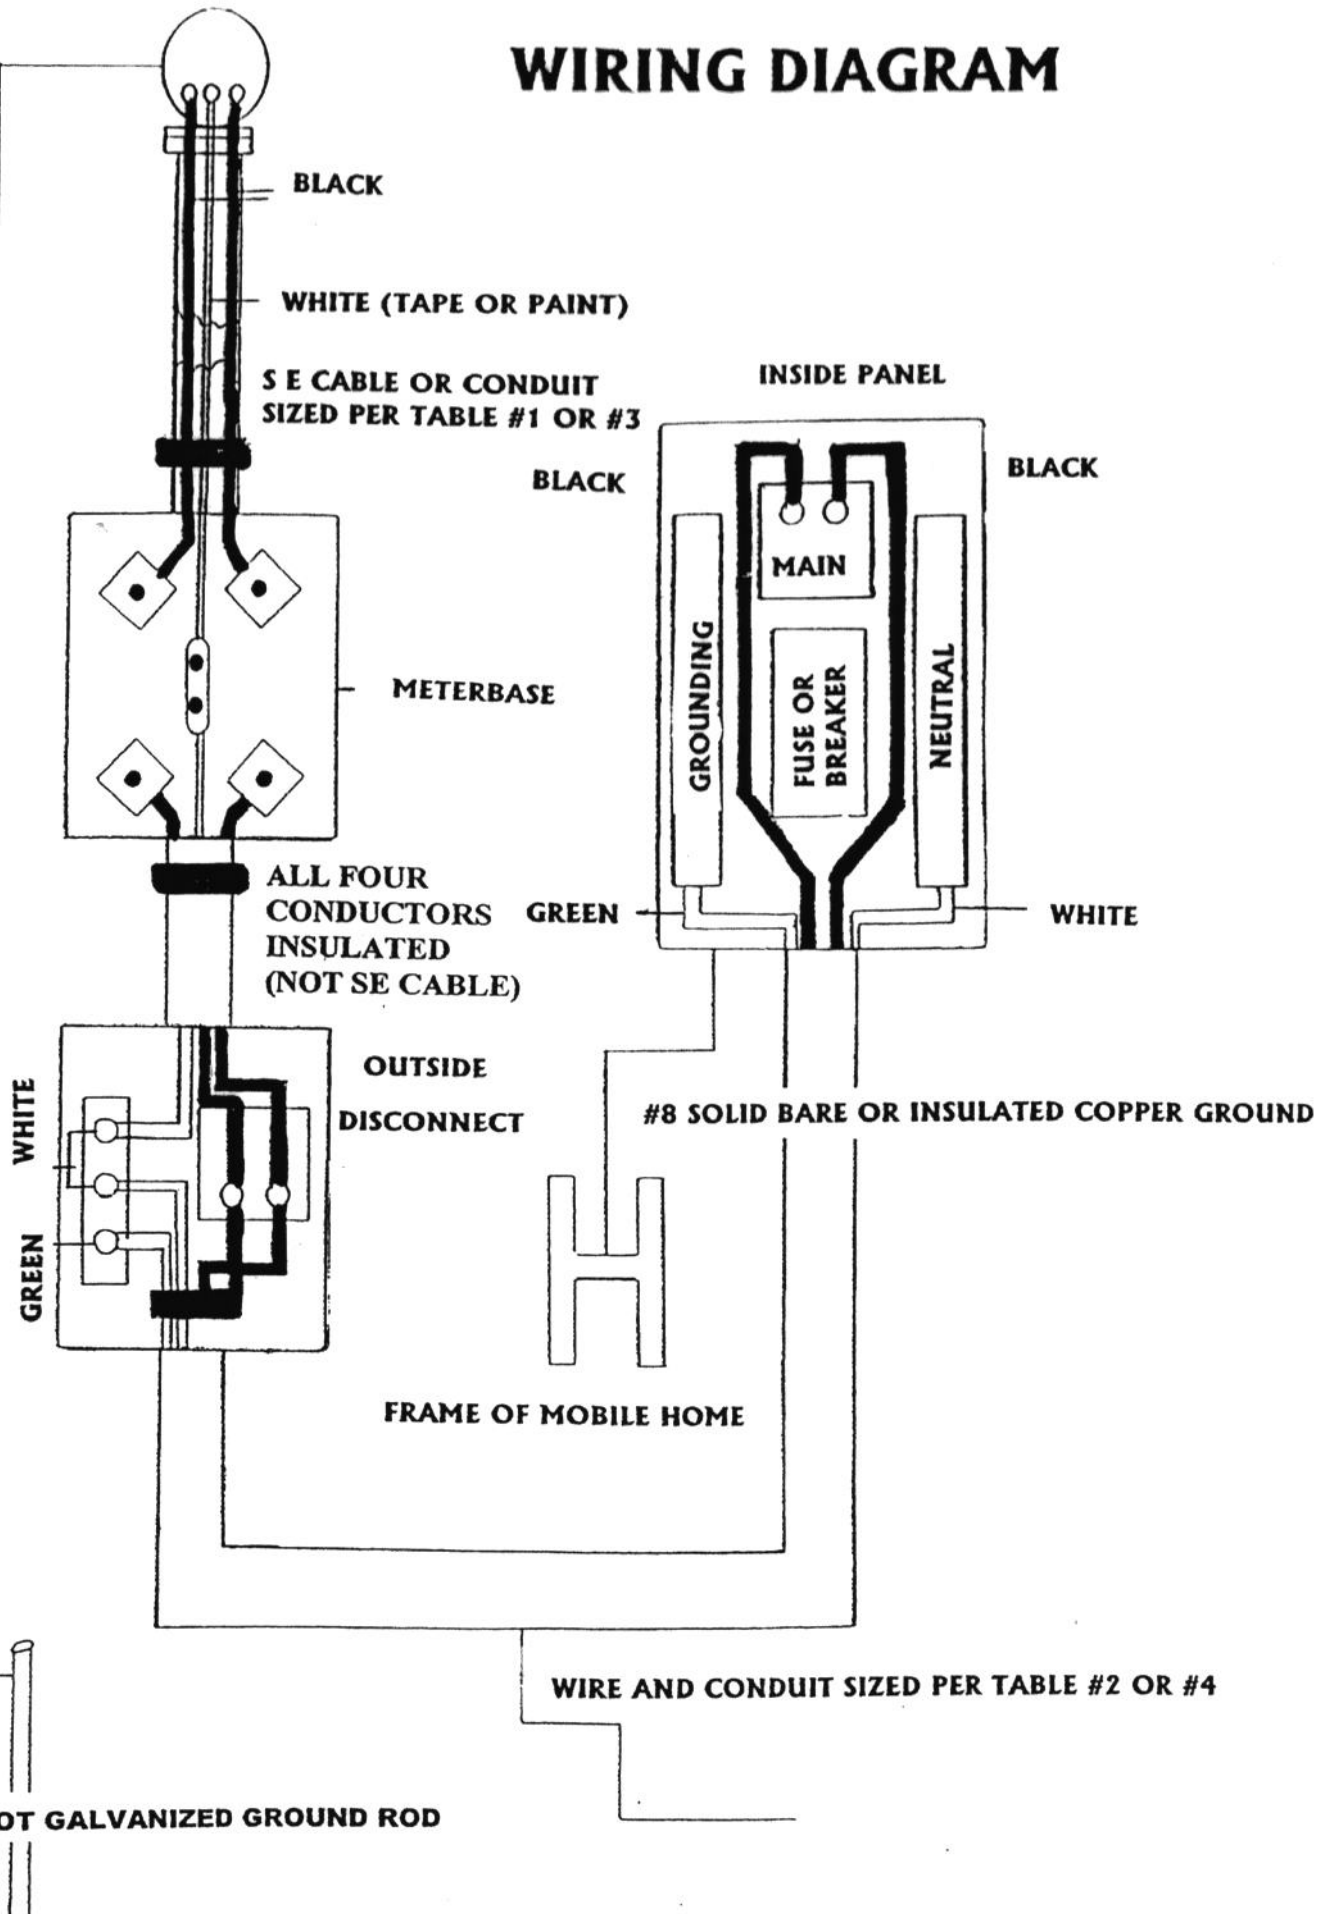 WIRING DIAGRAM
BLACK
WHITE (TAPE OR PAINT)
S E CABLE OR CONDUIT
SIZED PER TABLE #1 OR #3
INSIDE PANEL
BLACK
BLACK
MAIN
GROUNDING
FUSE OR
BREAKER
NEUTRAL
METERBASE
ALL FOUR
CONDUCTORS
INSULATED
(NOT SE CABLE)
GREEN
WHITE
OUTSIDE
DISCONNECT
WHITE
GREEN
#8 SOLID BARE OR INSULATED COPPER GROUND
FRAME OF MOBILE HOME
WIRE AND CONDUIT SIZED PER TABLE #2 OR #4
GALVANIZED GROUND ROD